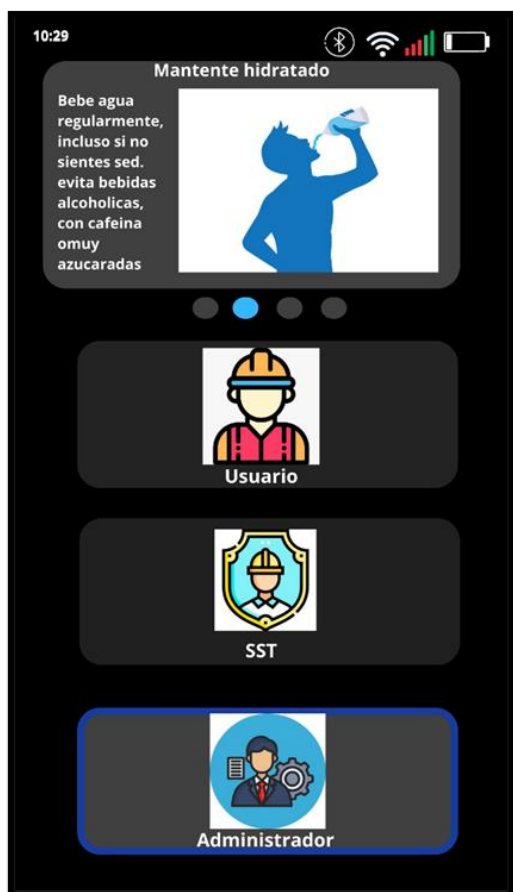 10:29
Mantente hidratado
Bebe agua
regularmente,
incluso si no
sientes sed.
evita bebidas
alcoholicas,
con cafeina
omuy
azucaradas
Usuario
SST
Administrador